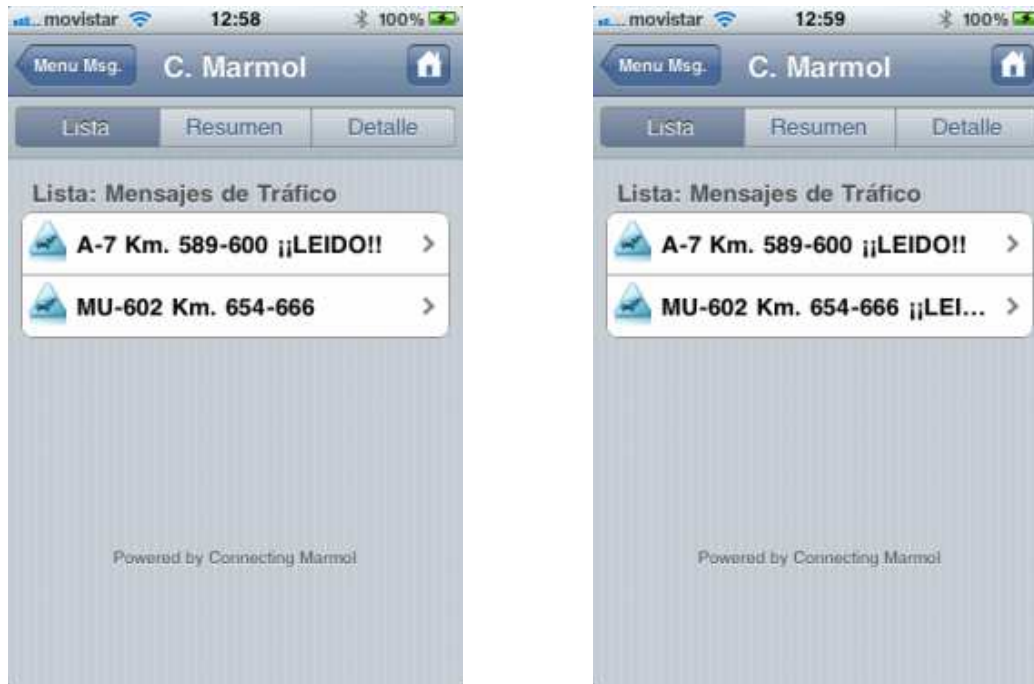 movistar 12:58 100%
Menu Msg. C. Marmol
Lista Resumen Detalle
Lista: Mensajes de Tráfico
A-7 Km. 589-600 ¡¡LEIDO!!
MU-602 Km. 654-666
Powered by Connecting Marmol
movistar 12:59 100%
Menu Msg. C. Marmol
Lista Resumen Detalle
Lista: Mensajes de Tráfico
A-7 Km. 589-600 ¡¡LEIDO!!
MU-602 Km. 654-666 ¡¡LEI...
Powered by Connecting Marmol